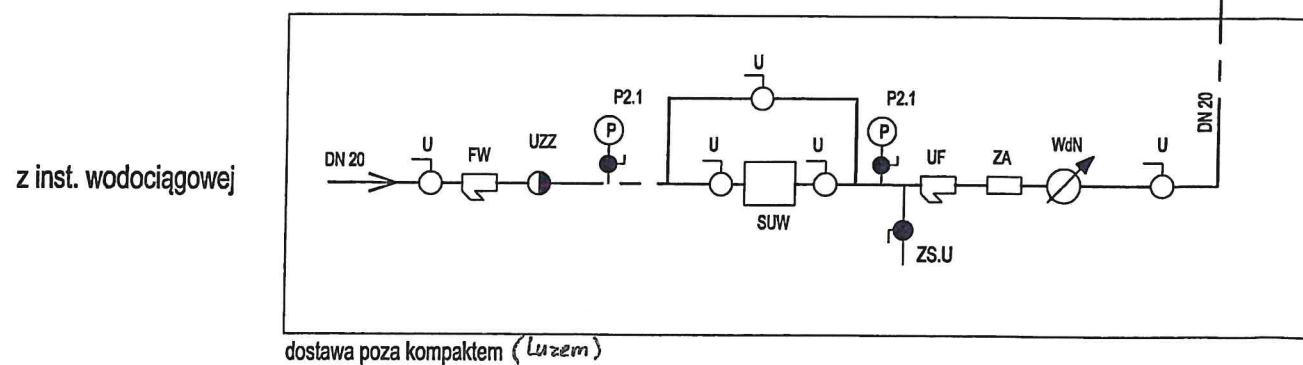 U
P2.1
P2.1
P
P
DN 20
U
FW
UZZ
U
U
UF
ZA
WdN
U
DN 20
z inst. wodociągowej
SUW
ZS.U
dostawa poza kompaktem (Luzem)